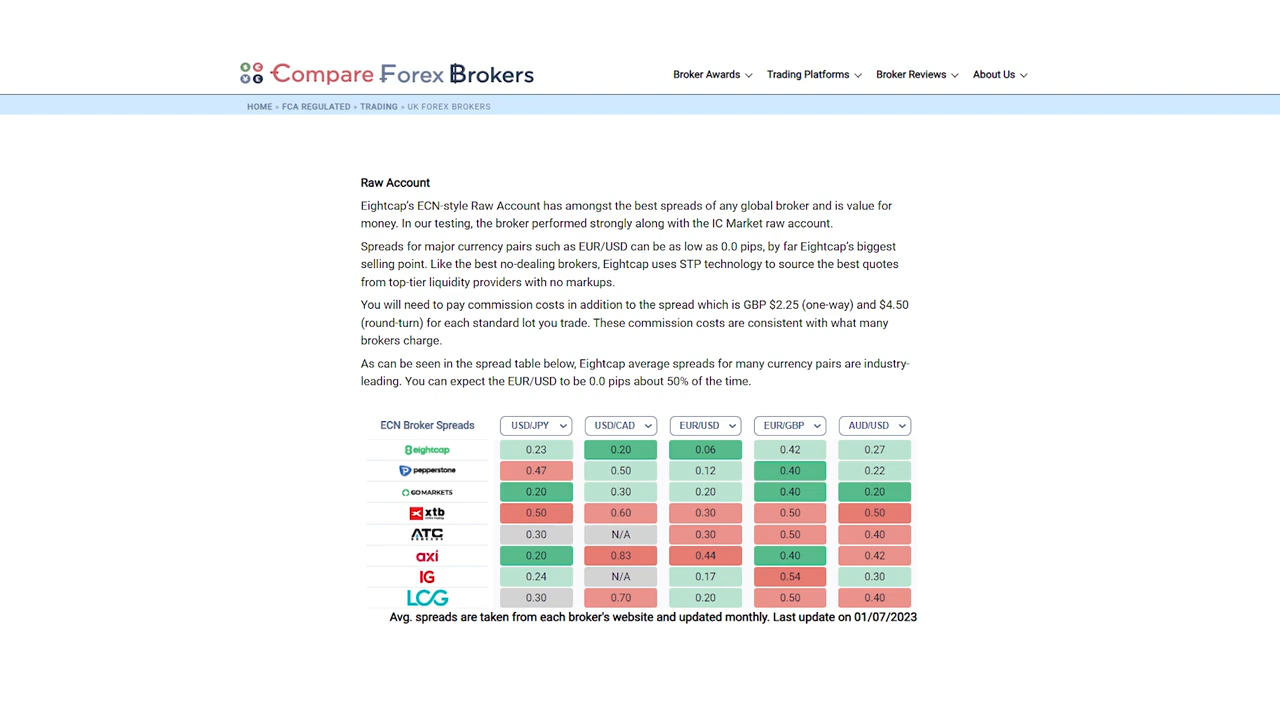 Compare Forex Brokers
Broker Awards Trading Platforms Broker Reviews About Us
HOME » FCA REGULATED » TRADING » UK FOREX BROKERS
Raw Account
Eightcap's ECN-style Raw Account has amongst the best spreads of any global broker and is value for
money. In our testing, the broker performed strongly along with the IC Market raw account.
Spreads for major currency pairs such as EUR/USD can be as low as 0.0 pips, by far Eightcap's biggest
selling point. Like the best no-dealing brokers, Eightcap uses STP technology to source the best quotes
from top-tier liquidity providers with no markups.
You will need to pay commission costs in addition to the spread which is GBP $2.25 (one-way) and $4.50
(round-turn) for each standard lot you trade. These commission costs are consistent with what many
brokers charge.
As can be seen in the spread table below, Eightcap average spreads for many currency pairs are industry-
leading. You can expect the EUR/USD to be 0.0 pips about 50% of the time.
ECN Broker Spreads USD/JPY USD/CAD EUR/USD EUR/GBP AUD/USD
eightcap 0.23 0.20 0.06 0.42 0.27
pepperstone 0.47 0.50 0.12 0.40 0.22
GO MARKETS 0.20 0.30 0.20 0.40 0.20
xtb 0.50 0.60 0.30 0.50 0.50
ATC 0.30 N/A 0.30 0.50 0.40
axi 0.20 0.83 0.44 0.40 0.42
IG 0.24 N/A 0.17 0.54 0.30
LCG 0.30 0.70 0.20 0.50 0.40
Avg. spreads are taken from each broker's website and updated monthly. Last update on 01/07/2023